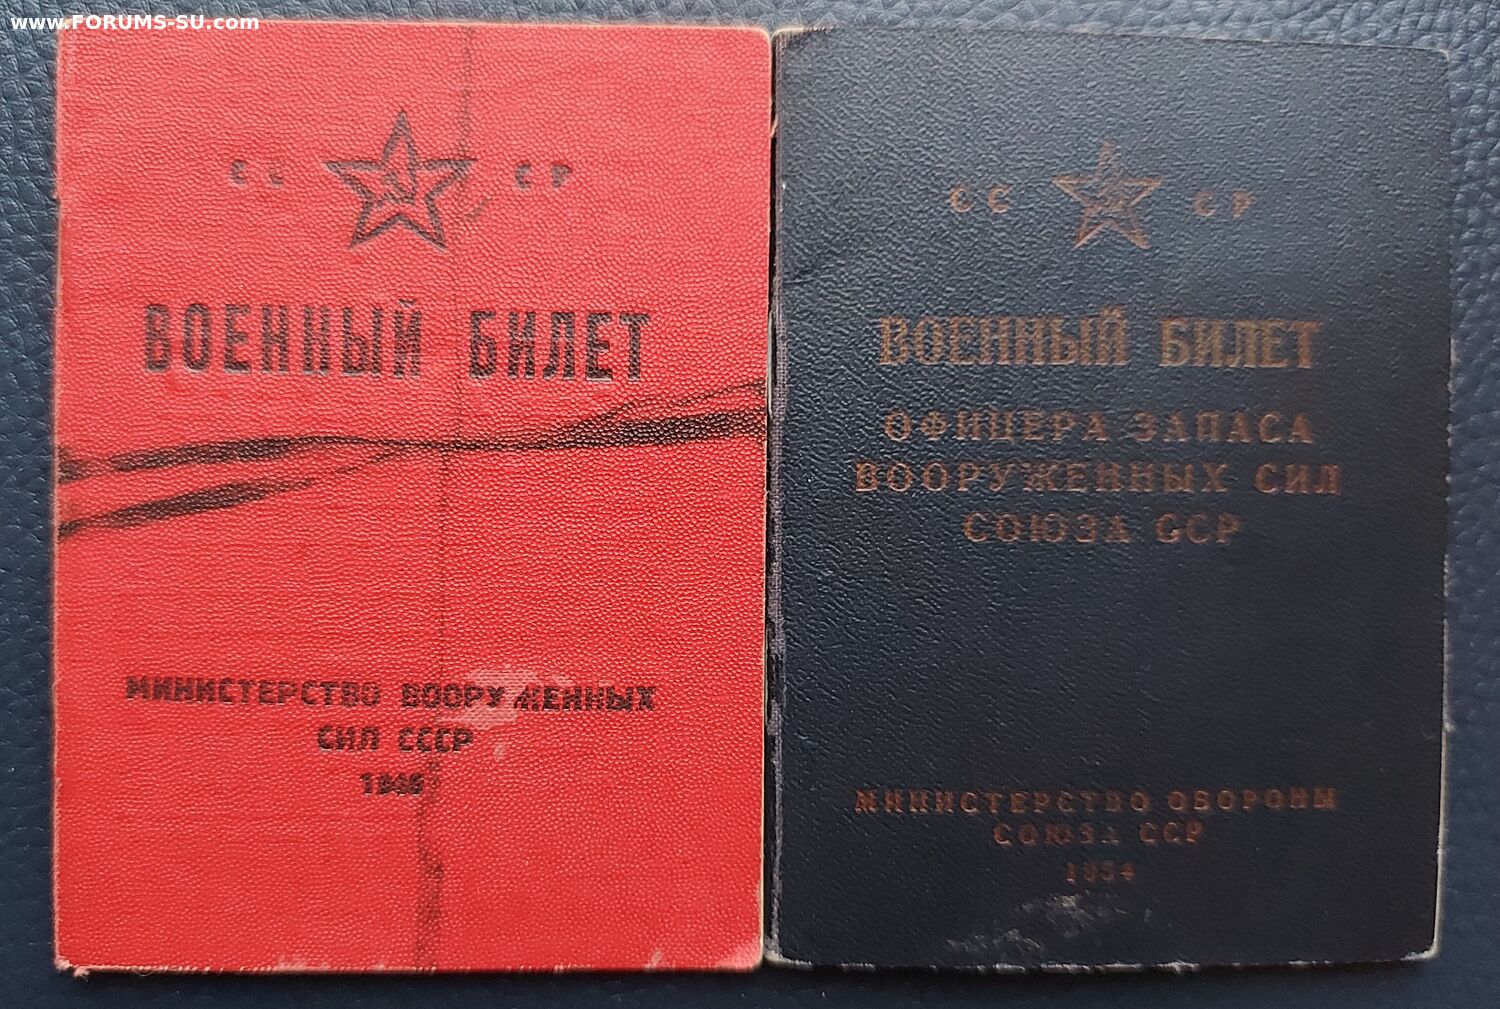 www.FORUMS-SU.com
СС СР
ВОЕННЫЙ БИЛЕТ
МИНИСТЕРСТВО ВООРУЖЕННЫХ
СИЛ СССР
СС СР
ВОЕННЫЙ БИЛЕТ
ОФИЦЕРА ЗАПАСА
ВООРУЖЕННЫХ СИЛ
СОЮЗА ССР
МИНИСТЕРСТВО ОБОРОНЫ
СОЮЗА ССР
1954